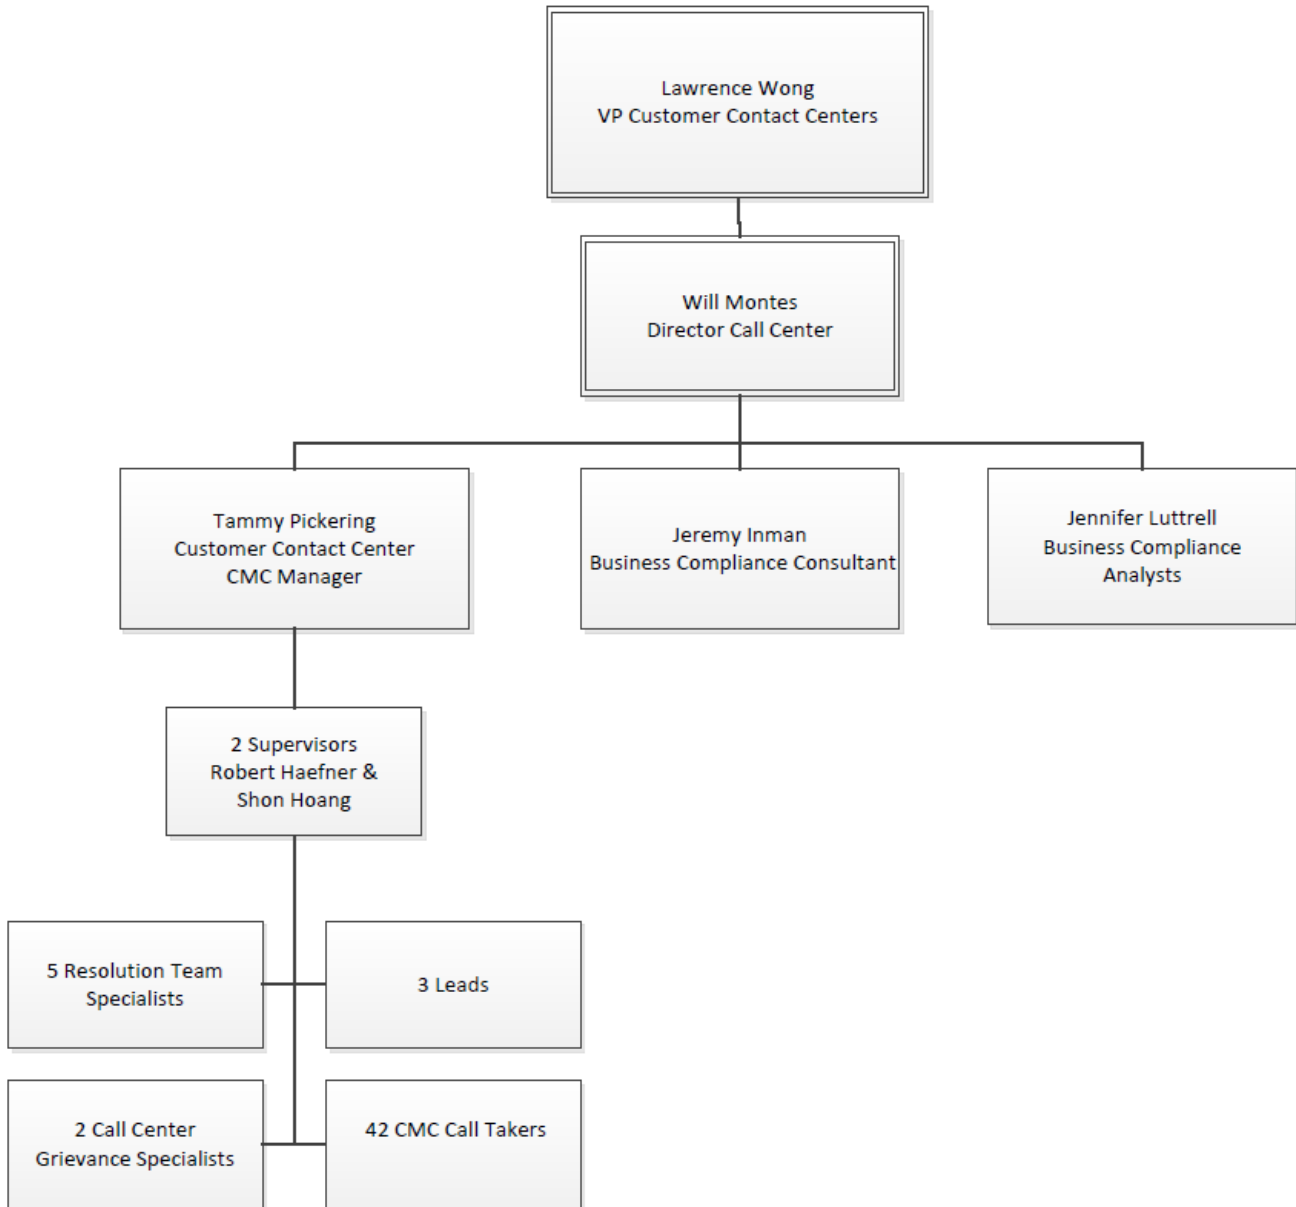 Lawrence Wong
VP Customer Contact Centers
Will Montes
Director Call Center
Tammy Pickering
Customer Contact Center
CMC Manager
Jeremy Inman
Business Compliance Consultant
Jennifer Luttrell
Business Compliance
Analysts
2 Supervisors
Robert Haefner &
Shon Hoang
5 Resolution Team
Specialists
3 Leads
2 Call Center
Grievance Specialists
42 CMC Call Takers